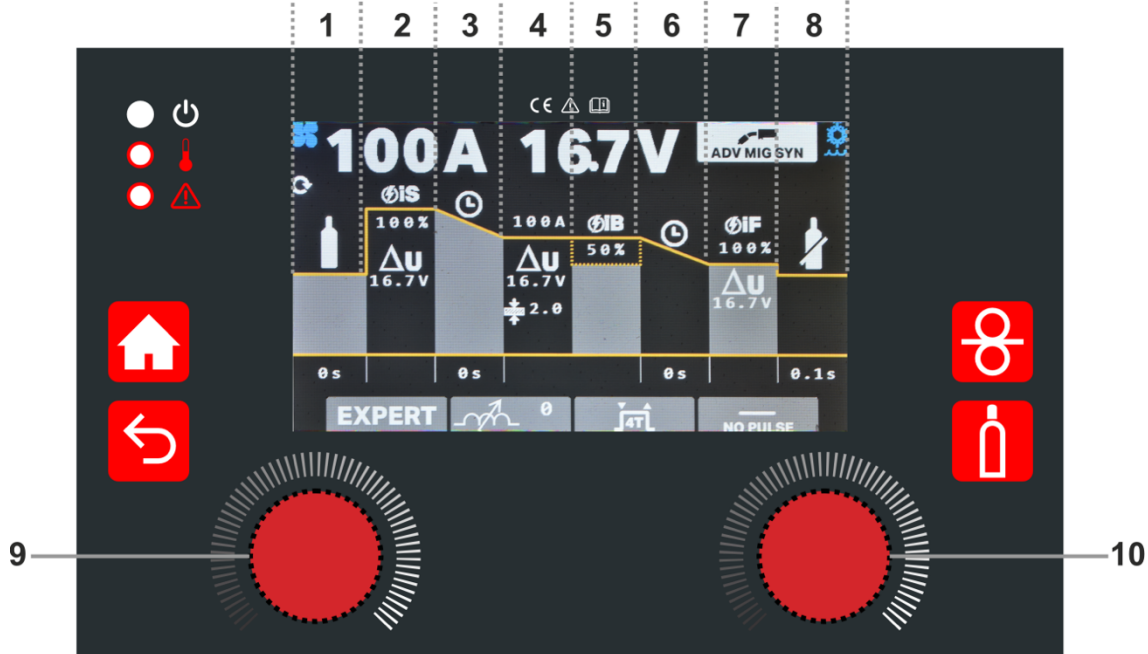 1 2 3 4 5 6 7 8
CE
100A 16.7V ADV MIG SYN
iS
100% 100A iB iF
50% 100%
ΔU ΔU ΔU
16.7V 16.7V 16.7V
2.0
0s 0s 0s 0.1s
EXPERT 0 4T NO PULSE
9 10